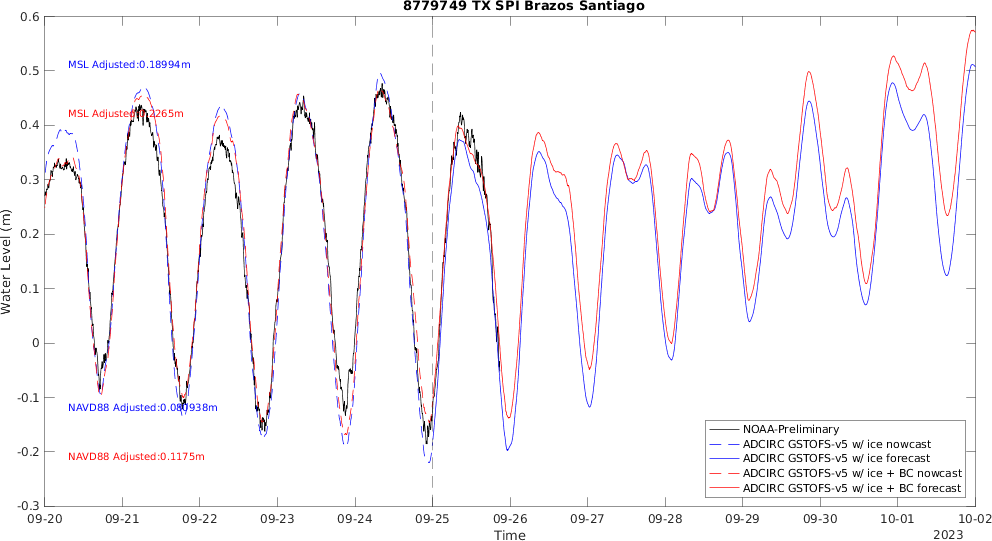 8779749 TX SPI Brazos Santiago
Water Level (m)
0.6
0.5
0.4
0.3
0.2
0.1
0
-0.1
-0.2
-0.3
MSL Adjusted:0.18994m
MSL Adjusted:0.2265m
NAVD88 Adjusted:0.080938m
NAVD88 Adjusted:0.1175m
NOAA-Preliminary
ADCIRC GSTOFS-v5 w/ ice nowcast
ADCIRC GSTOFS-v5 w/ ice forecast
ADCIRC GSTOFS-v5 w/ ice + BC nowcast
ADCIRC GSTOFS-v5 w/ ice + BC forecast
09-20 09-21 09-22 09-23 09-24 09-25 09-26 09-27 09-28 09-29 09-30 10-01 10-02
Time
2023